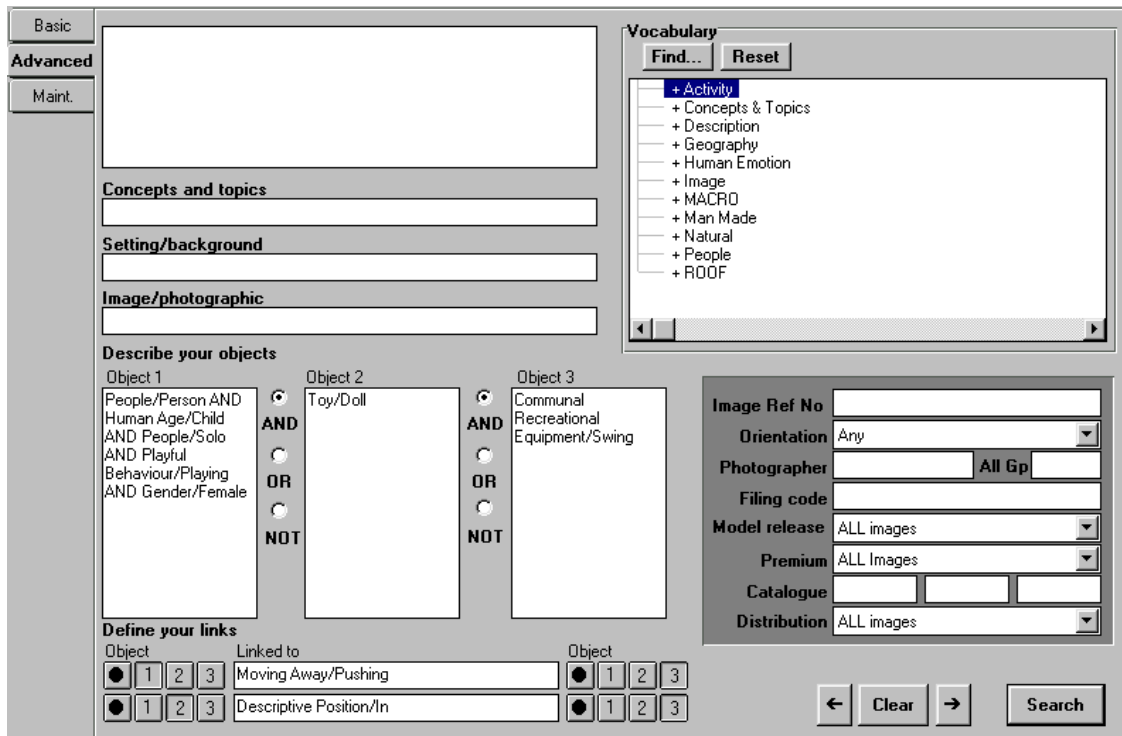 Basic
Advanced
Maint.
Concepts and topics
Setting/background
Image/photographic
Vocabulary
Find... Reset
+ Activity
+ Concepts & Topics
+ Description
+ Geography
+ Human Emotion
+ Image
+ MACRO
+ Man Made
+ Natural
+ People
+ ROOF
Describe your objects
Object 1
People/Person AND
Human Age/Child
AND People/Solo
AND Playful
Behaviour/Playing
AND Gender/Female
AND
OR
NOT
Object 2
Toy/Doll
AND
OR
NOT
Object 3
Communal
Recreational
Equipment/Swing
Image Ref No
Orientation Any
Photographer All Gp
Filing code
Model release ALL images
Premium ALL Images
Catalogue
Distribution ALL images
Define your links
Object Linked to Object
1 2 3 Moving Away/Pushing 1 2 3
1 2 3 Descriptive Position/In 1 2 3
← Clear → Search